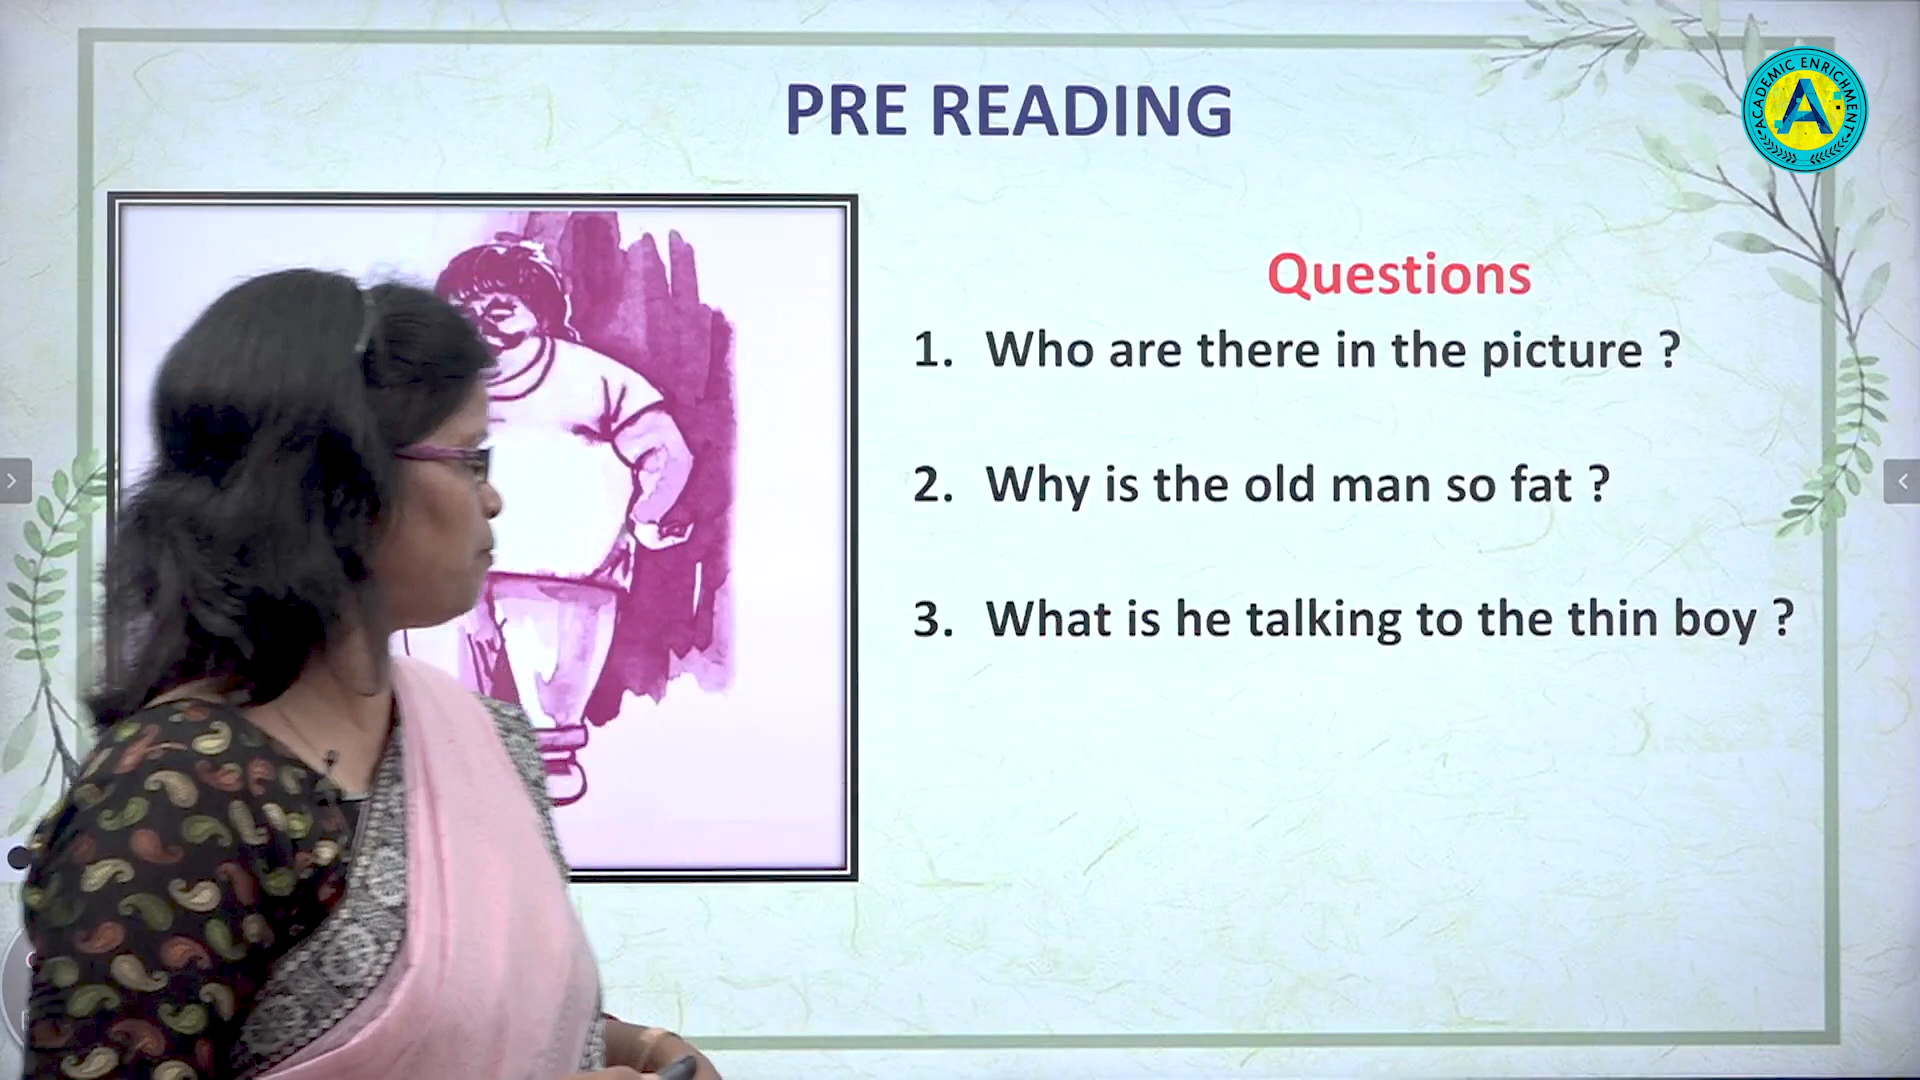 PRE READING
ACADEMIC ENRICHMENT
A
Questions
1. Who are there in the picture ?
2. Why is the old man so fat ?
3. What is he talking to the thin boy ?